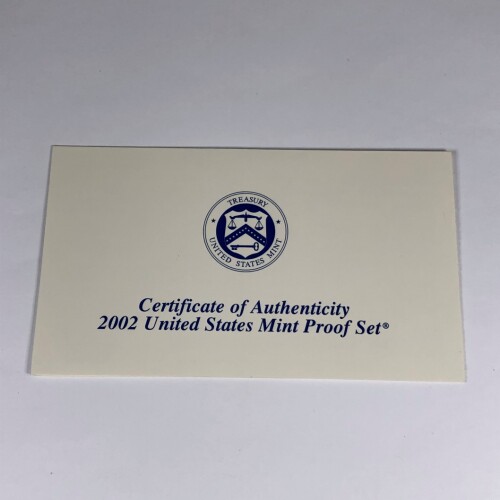 TREASURY
UNITED STATES MINT
Certificate of Authenticity
2002 United States Mint Proof Set®